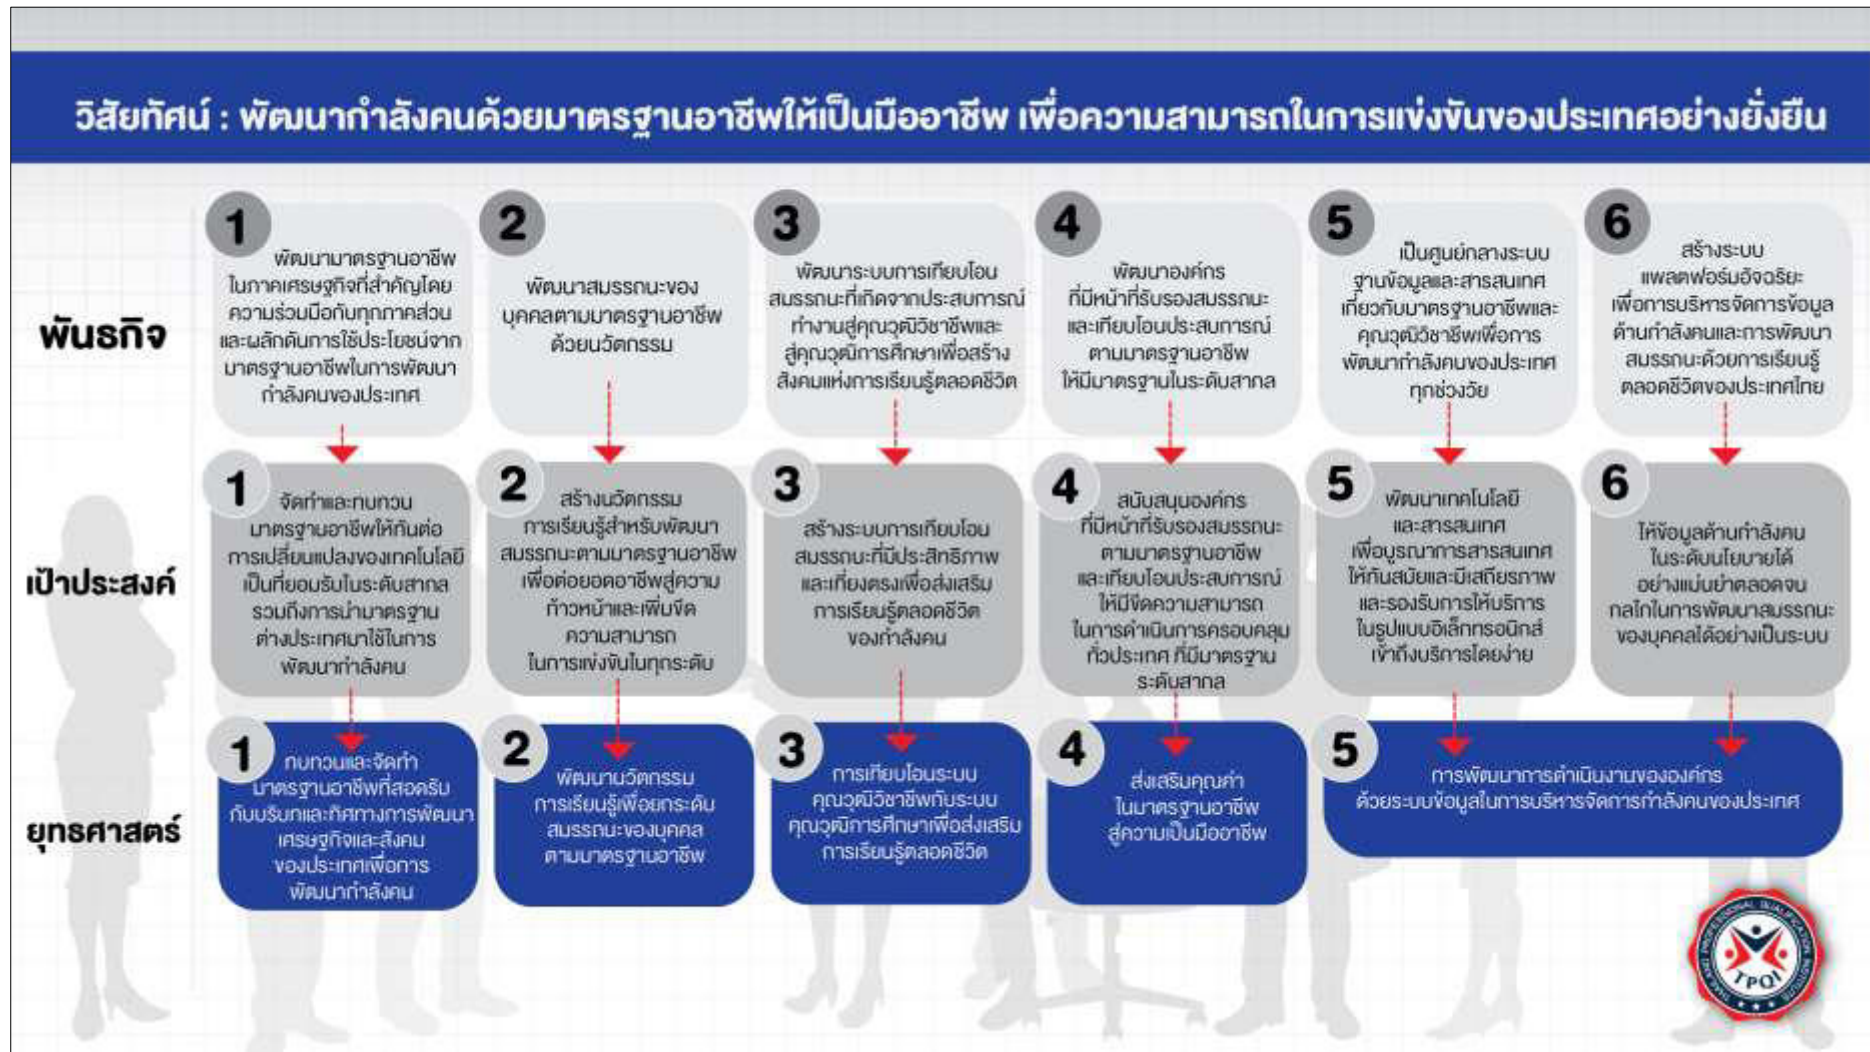 วิสัยทัศน์ : พัฒนากำลังคนด้วยมาตรฐานอาชีพให้เป็นมืออาชีพ เพื่อความสามารถในการแข่งขันของประเทศอย่างยั่งยืน
พันธกิจ
1
พัฒนามาตรฐานอาชีพ
ในภาคเศรษฐกิจที่สำคัญโดย
ความร่วมมือกับทุกภาคส่วน
และผลักดันการใช้ประโยชน์จาก
มาตรฐานอาชีพในการพัฒนา
กำลังคนของประเทศ
2
พัฒนาสมรรถนะของ
บุคคลตามมาตรฐานอาชีพ
ด้วยนวัตกรรม
3
พัฒนาระบบการเทียบโอน
สมรรถนะที่เกิดจากประสบการณ์
ทำงานสู่คุณวุฒิวิชาชีพและ
สู่คุณวุฒิการศึกษาเพื่อสร้าง
สังคมแห่งการเรียนรู้ตลอดชีวิต
4
พัฒนาองค์กร
ที่มีหน้าที่รับรองสมรรถนะ
และเทียบโอนประสบการณ์
ตามมาตรฐานอาชีพ
ให้มีมาตรฐานในระดับสากล
5
เป็นศูนย์กลางระบบ
ฐานข้อมูลและสารสนเทศ
เกี่ยวกับมาตรฐานอาชีพและ
คุณวุฒิวิชาชีพเพื่อการ
พัฒนากำลังคนของประเทศ
ทุกช่วงวัย
6
สร้างระบบ
แพลตฟอร์มอัจฉริยะ
เพื่อการบริหารจัดการข้อมูล
ด้านกำลังคนและการพัฒนา
สมรรถนะด้วยการเรียนรู้
ตลอดชีวิตของประเทศไทย
เป้าประสงค์
1
จัดทำและทบทวน
มาตรฐานอาชีพให้ทันต่อ
การเปลี่ยนแปลงของเทคโนโลยี
เป็นที่ยอมรับในระดับสากล
รวมถึงการนำมาตรฐาน
ต่างประเทศมาใช้ในการ
พัฒนากำลังคน
2
สร้างนวัตกรรม
การเรียนรู้สำหรับพัฒนา
สมรรถนะตามมาตรฐานอาชีพ
เพื่อต่อยอดอาชีพสู่ความ
ก้าวหน้าและเพิ่มขีด
ความสามารถ
ในการแข่งขันในทุกระดับ
3
สร้างระบบการเทียบโอน
สมรรถนะที่มีประสิทธิภาพ
และเที่ยงตรงเพื่อส่งเสริม
การเรียนรู้ตลอดชีวิต
ของกำลังคน
4
สนับสนุนองค์กร
ที่มีหน้าที่รับรองสมรรถนะ
ตามมาตรฐานอาชีพ
และเทียบโอนประสบการณ์
ให้มีขีดความสามารถ
ในการดำเนินการครอบคลุม
ทั่วประเทศ ที่มีมาตรฐาน
ระดับสากล
5
พัฒนาเทคโนโลยี
และสารสนเทศ
เพื่อบูรณาการสารสนเทศ
ให้ทันสมัยและมีเสถียรภาพ
และรองรับการให้บริการ
ในรูปแบบอิเล็กทรอนิกส์
เข้าถึงบริการโดยง่าย
6
ให้ข้อมูลด้านกำลังคน
ในระดับนโยบายได้
อย่างแม่นยำตลอดจน
กลไกในการพัฒนาสมรรถนะ
ของบุคคลได้อย่างเป็นระบบ
ยุทธศาสตร์
1
ทบทวนและจัดทำ
มาตรฐานอาชีพที่สอดรับ
กับบริบทและทิศทางการพัฒนา
เศรษฐกิจและสังคม
ของประเทศเพื่อการ
พัฒนากำลังคน
2
พัฒนานวัตกรรม
การเรียนรู้เพื่อยกระดับ
สมรรถนะของบุคคล
ตามมาตรฐานอาชีพ
3
การเทียบโอนระบบ
คุณวุฒิวิชาชีพกับระบบ
คุณวุฒิการศึกษาเพื่อส่งเสริม
การเรียนรู้ตลอดชีวิต
4
ส่งเสริมคุณค่า
ในมาตรฐานอาชีพ
สู่ความเป็นมืออาชีพ
5
การพัฒนาการดำเนินงานขององค์กร
ด้วยระบบข้อมูลในการบริหารจัดการกำลังคนของประเทศ
THAILAND PROFESSIONAL QUALIFICATION INSTITUTE
TPQI